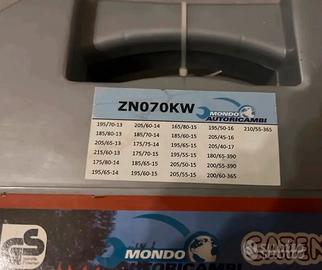 ZN070KW
MONDO
AUTORICAMBI
195/70-13 205/60-14 165/80-15 195/50-16 210/55-365
185/80-13 185/70-14 185/55-15 205/45-16
205/65-13 175/75-14 195/65-15 205/40-17
215/60-13 175/70-15 195/55-15 180/65-390
175/80-14 185/65-15 205/55-15 200/55-390
195/65-14 195/60-15 205/50-15 200/60-365
MONDO
AUTORICAMBI
GS
CATEN
subito